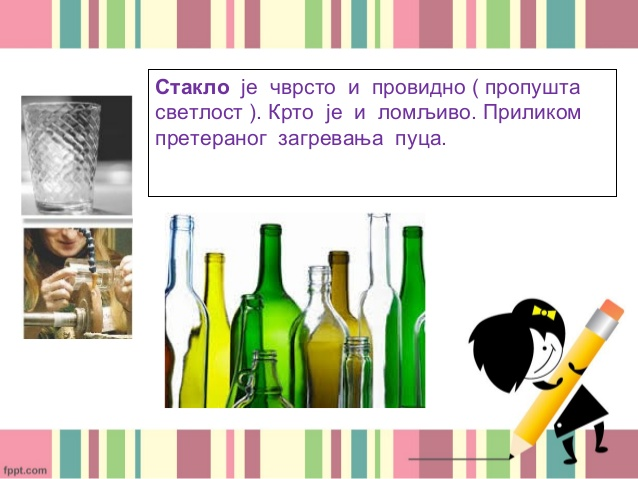 Стакло је чврсто и провидно ( пропушта
светлост ). Крто је и ломљиво. Приликом
претераног загревања пуца.
fppt.com